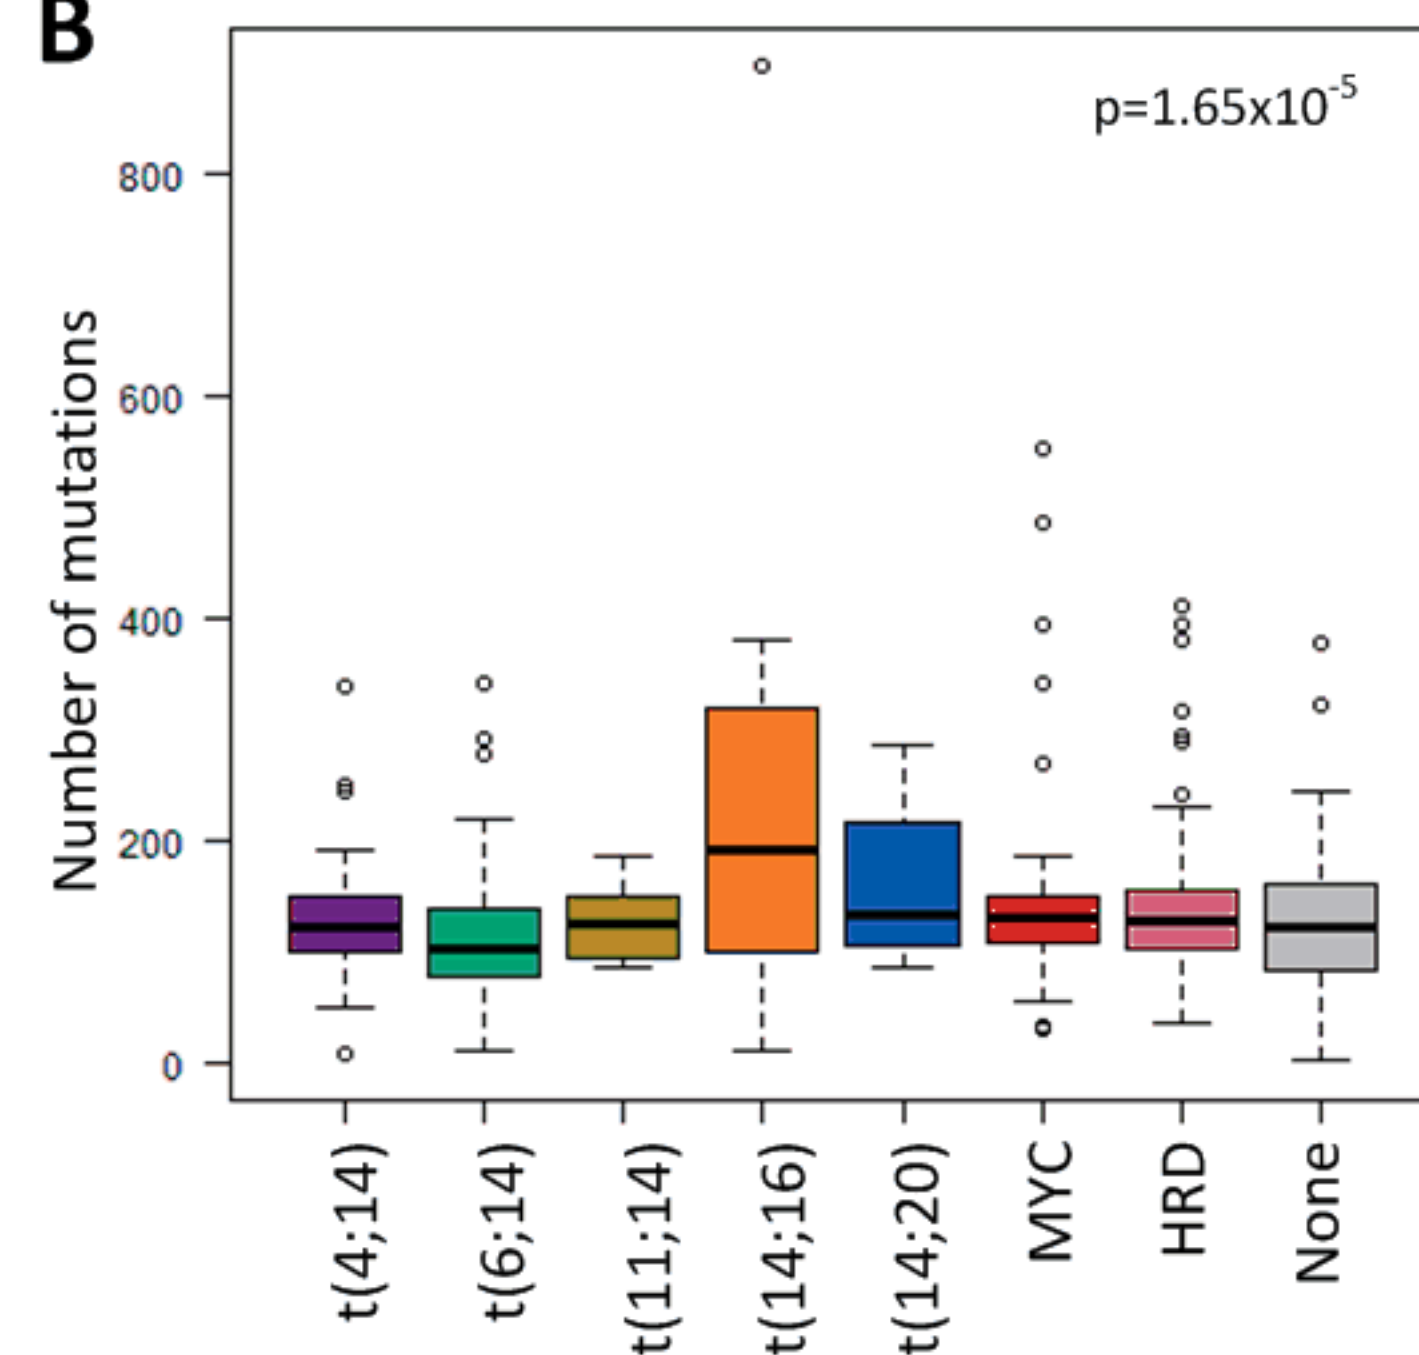 B
p=1.65x10⁻⁵
Number of mutations
800
600
400
200
0
t(4;14)
t(6;14)
t(11;14)
t(14;16)
t(14;20)
MYC
HRD
None